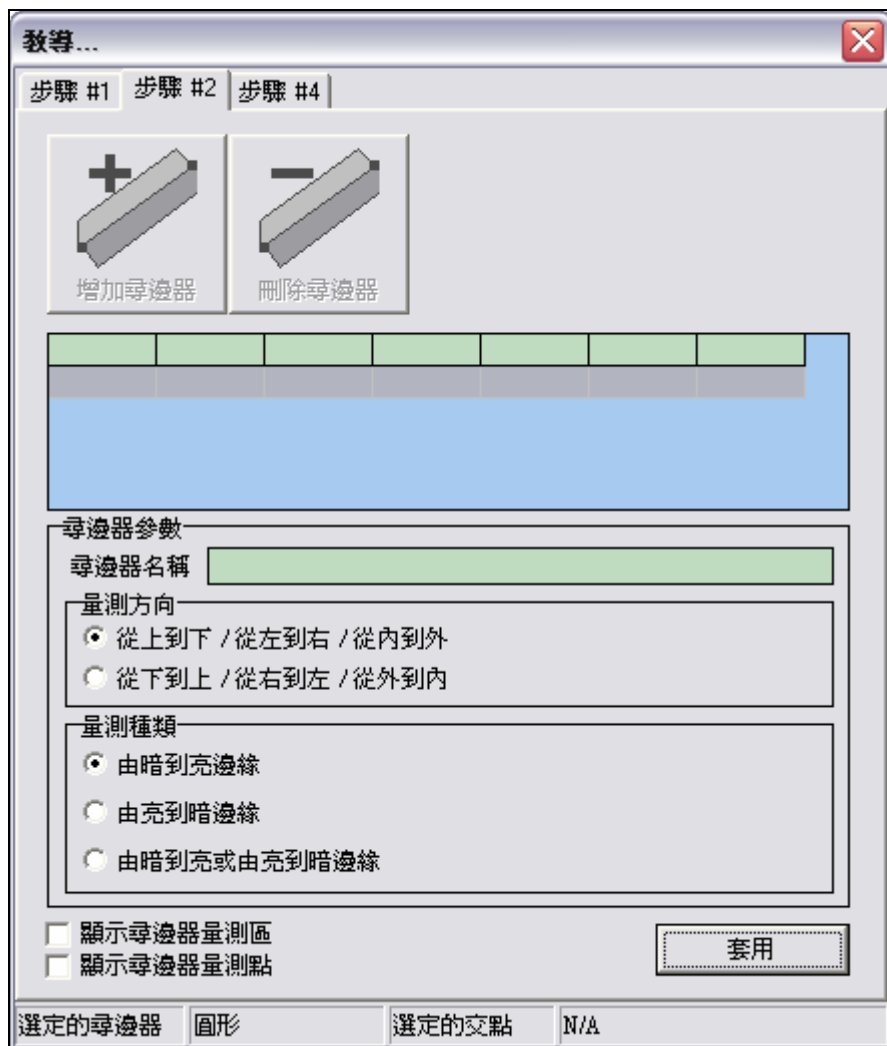 教導...
步驟 #1 步驟 #2 步驟 #4
增加尋邊器 刪除尋邊器
尋邊器參數
尋邊器名稱
量測方向
從上到下 / 從左到右 / 從內到外
從下到上 / 從右到左 / 從外到內
量測種類
由暗到亮邊緣
由亮到暗邊緣
由暗到亮或由亮到暗邊緣
顯示尋邊器量測區
顯示尋邊器量測點
套用
選定的尋邊器 圓形 選定的交點 N/A